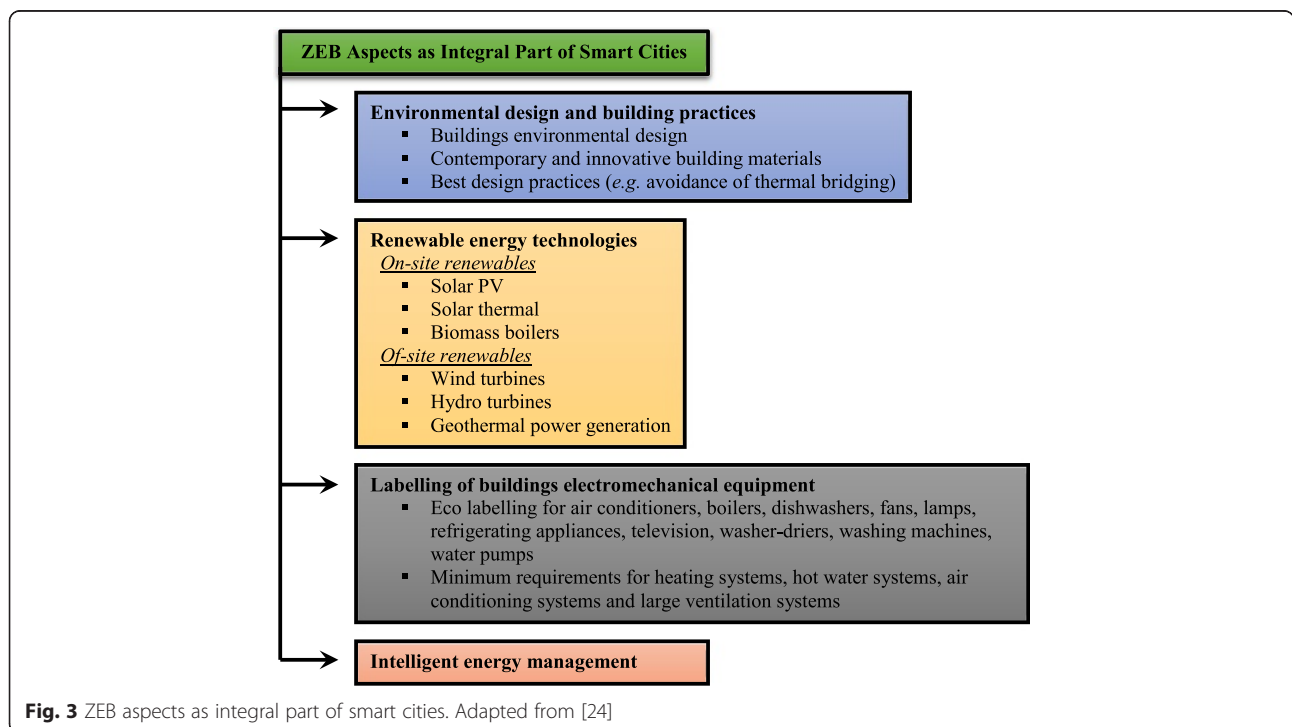 ZEB Aspects as Integral Part of Smart Cities
Environmental design and building practices
▪ Buildings environmental design
▪ Contemporary and innovative building materials
▪ Best design practices (e.g. avoidance of thermal bridging)
Renewable energy technologies
On-site renewables
▪ Solar PV
▪ Solar thermal
▪ Biomass boilers
Of-site renewables
▪ Wind turbines
▪ Hydro turbines
▪ Geothermal power generation
Labelling of buildings electromechanical equipment
▪ Eco labelling for air conditioners, boilers, dishwashers, fans, lamps,
refrigerating appliances, television, washer-driers, washing machines,
water pumps
▪ Minimum requirements for heating systems, hot water systems, air
conditioning systems and large ventilation systems
Intelligent energy management
Fig. 3 ZEB aspects as integral part of smart cities. Adapted from [24]